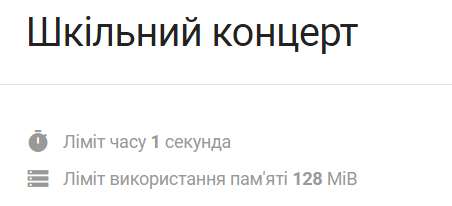 Шкільний концерт
Ліміт часу 1 секунда
Ліміт використання пам'яті 128 MiB